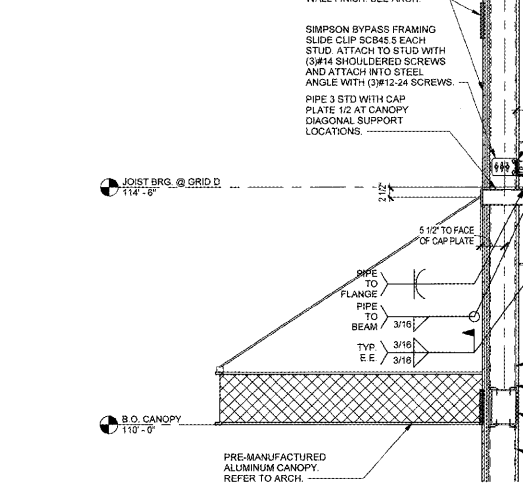 WALL FINISH. SEE ARCH.
SIMPSON BYPASS FRAMING
SLIDE CLIP SCB45.5 EACH
STUD. ATTACH TO STUD WITH
(3)#14 SHOULDERED SCREWS
AND ATTACH INTO STEEL
ANGLE WITH (3)#12-24 SCREWS.
PIPE 3 STD WITH CAP
PLATE 1/2 AT CANOPY
DIAGONAL SUPPORT
LOCATIONS.
JOIST BRG. @ GRID D
114' - 6"
2 1/2"
5 1/2" TO FACE
OF CAP PLATE
PIPE
TO
FLANGE
PIPE
TO
BEAM
3/16
TYP.
E.E.
3/16
3/16
B.O. CANOPY
110' - 0"
PRE-MANUFACTURED
ALUMINUM CANOPY.
REFER TO ARCH.